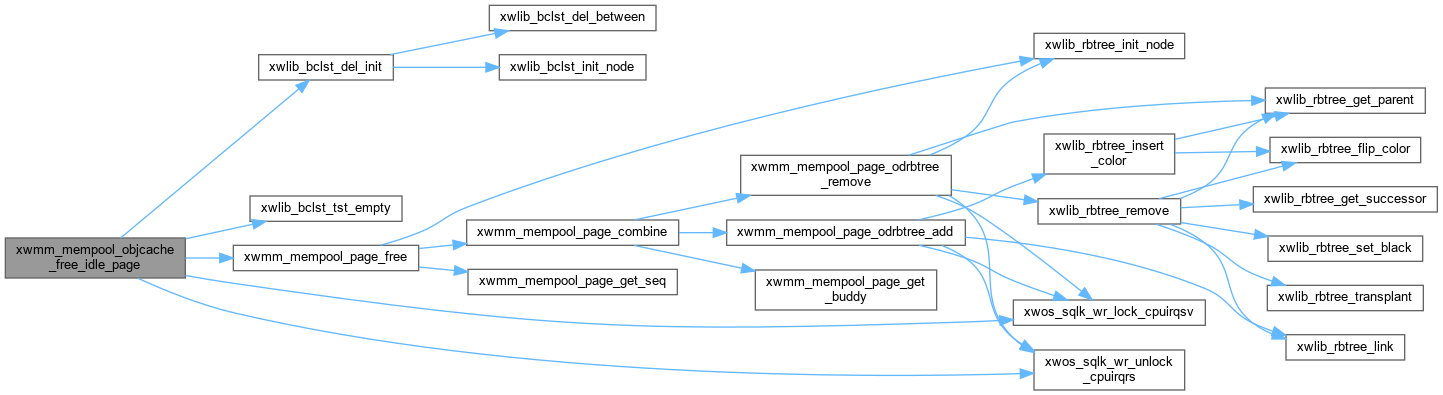 xwmm_mempool_objcache
_free_idle_page
xwlib_bclst_del_init
xwlib_bclst_del_between
xwlib_bclst_init_node
xwlib_bclst_tst_empty
xwmm_mempool_page_free
xwmm_mempool_page_combine
xwmm_mempool_page_get_seq
xwmm_mempool_page_odrbtree
_remove
xwmm_mempool_page_odrbtree_add
xwmm_mempool_page_get
_buddy
xwlib_rbtree_init_node
xwlib_rbtree_insert
_color
xwlib_rbtree_remove
xwos_sqlk_wr_lock_cpuirqsv
xwos_sqlk_wr_unlock
_cpuirqrs
xwlib_rbtree_get_parent
xwlib_rbtree_flip_color
xwlib_rbtree_get_successor
xwlib_rbtree_set_black
xwlib_rbtree_transplant
xwlib_rbtree_link